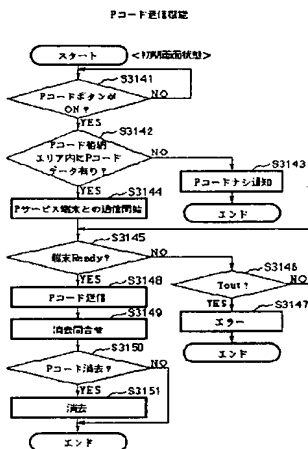 Pコード送信機能
スタート <初期画面状態>
S3141
Pコードボタンが
ON? NO
YES
S3142
Pコード格納
エリア内にPコード
データ有り? NO
YES
S3143
Pコードナシ通知
エンド
S3144
Pサービス端末との通信開始
S3145
端末Ready? NO
YES
S3146
Tout? NO
YES
S3147
エラー
エンド
S3148
Pコード送信
S3149
消去問合せ
S3150
Pコード消去? NO
YES
S3151
消去
エンド